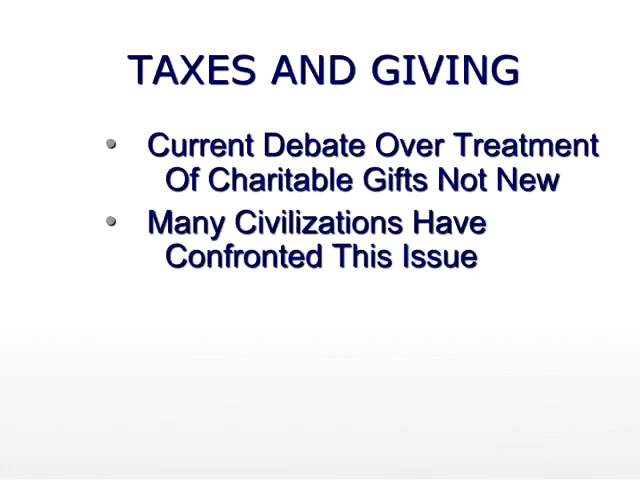 TAXES AND GIVING
• Current Debate Over Treatment
Of Charitable Gifts Not New
• Many Civilizations Have
Confronted This Issue